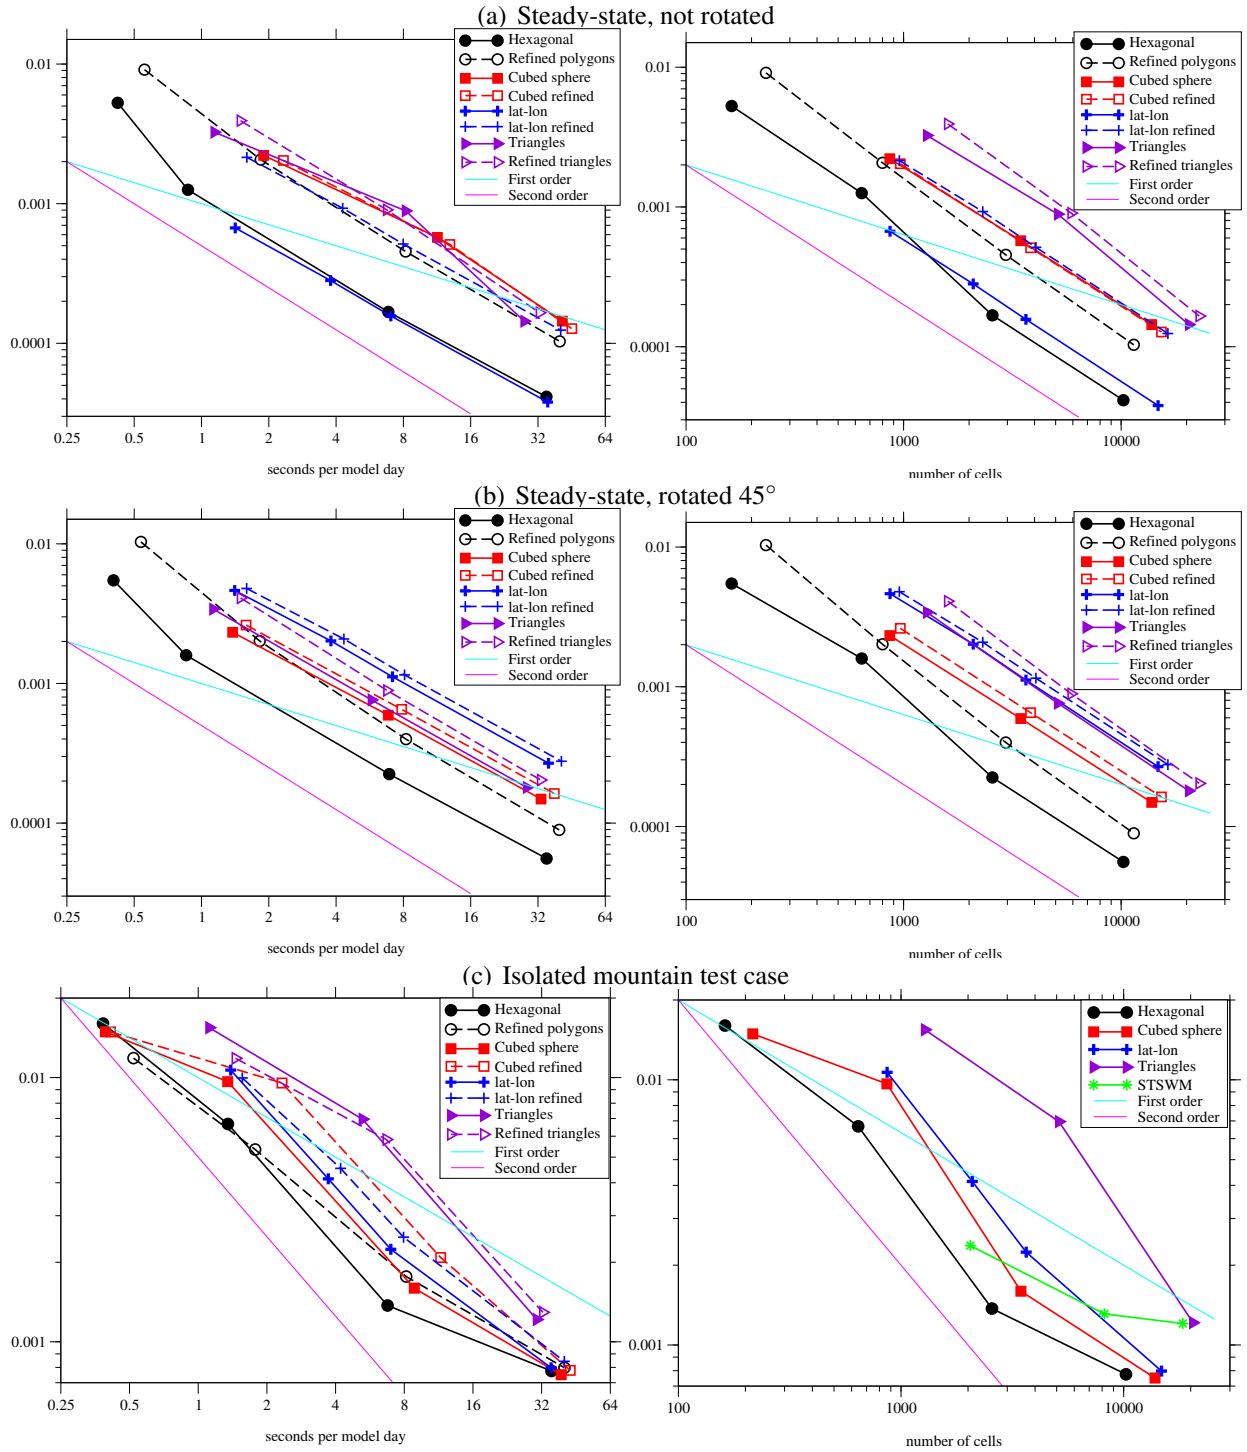 (a) Steady-state, not rotated
Hexagonal
Refined polygons
Cubed sphere
Cubed refined
lat-lon
lat-lon refined
Triangles
Refined triangles
First order
Second order
0.01
0.001
0.0001
0.25 0.5 1 2 4 8 16 32 64
seconds per model day
Hexagonal
Refined polygons
Cubed sphere
Cubed refined
lat-lon
lat-lon refined
Triangles
Refined triangles
First order
Second order
0.01
0.001
0.0001
100 1000 10000
number of cells
(b) Steady-state, rotated 45°
Hexagonal
Refined polygons
Cubed sphere
Cubed refined
lat-lon
lat-lon refined
Triangles
Refined triangles
First order
Second order
0.01
0.001
0.0001
0.25 0.5 1 2 4 8 16 32 64
seconds per model day
Hexagonal
Refined polygons
Cubed sphere
Cubed refined
lat-lon
lat-lon refined
Triangles
Refined triangles
First order
Second order
0.01
0.001
0.0001
100 1000 10000
number of cells
(c) Isolated mountain test case
Hexagonal
Refined polygons
Cubed sphere
Cubed refined
lat-lon
lat-lon refined
Triangles
Refined triangles
First order
Second order
0.01
0.001
0.25 0.5 1 2 4 8 16 32 64
seconds per model day
Hexagonal
Cubed sphere
lat-lon
Triangles
STSWM
First order
Second order
0.01
0.001
100 1000 10000
number of cells